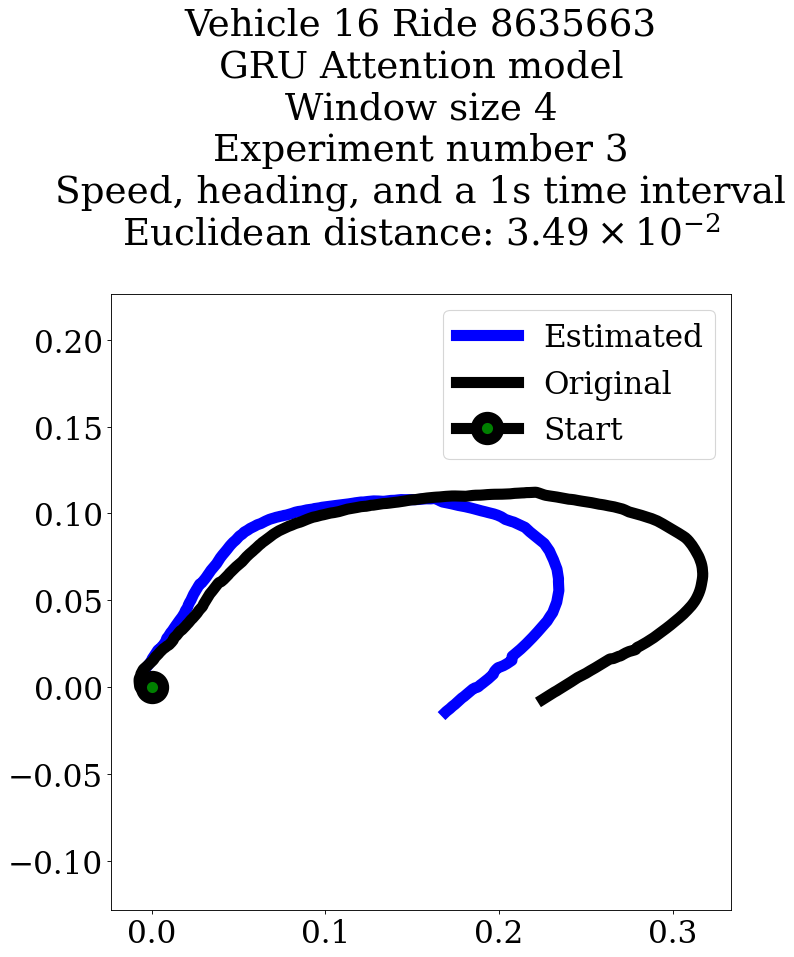 Vehicle 16 Ride 8635663
GRU Attention model
Window size 4
Experiment number 3
Speed, heading, and a 1s time interval
Euclidean distance: 3.49 × 10⁻²
Estimated
Original
Start
0.20
0.15
0.10
0.05
0.00
−0.05
−0.10
0.0 0.1 0.2 0.3